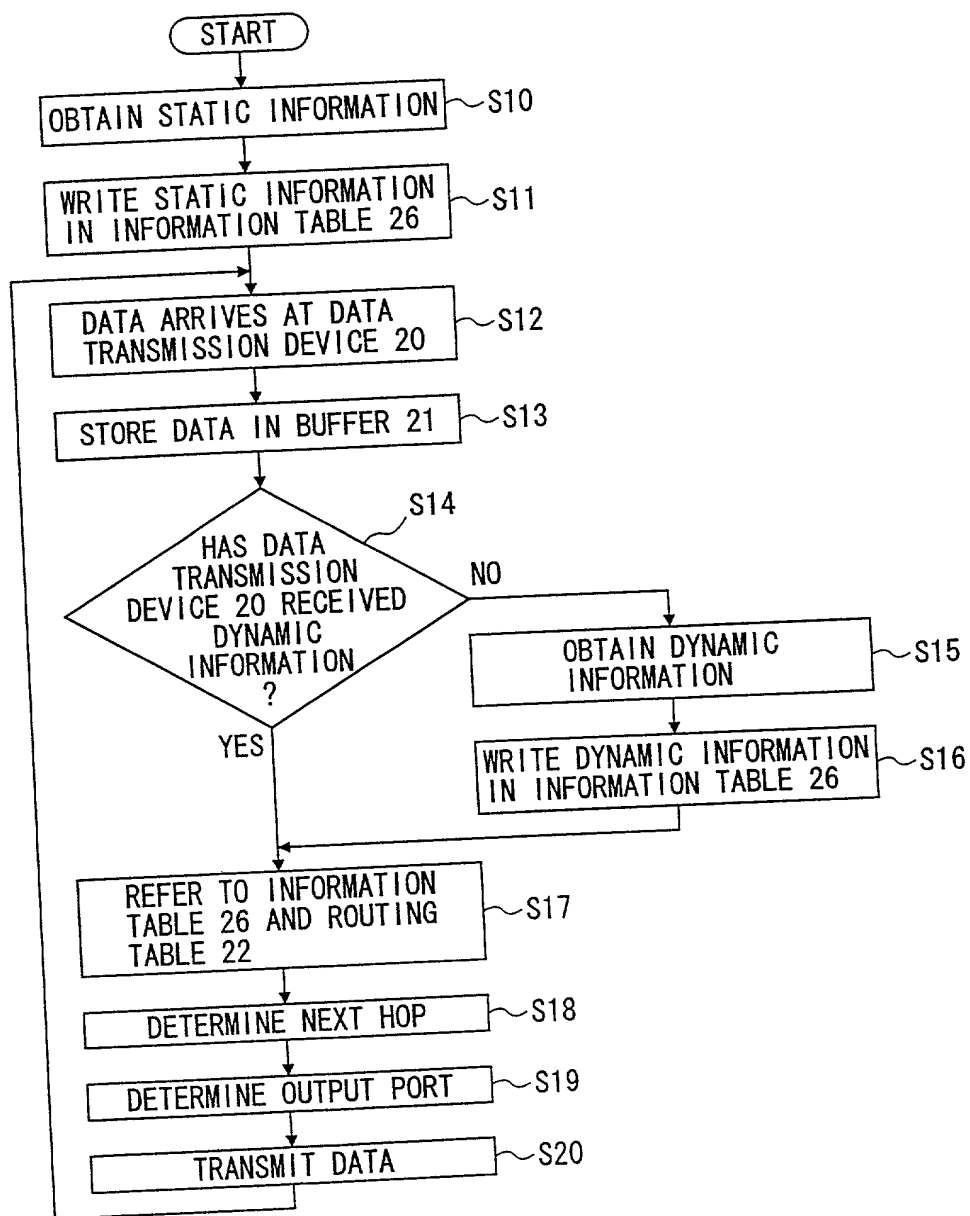 START
OBTAIN STATIC INFORMATION
S10
WRITE STATIC INFORMATION
IN INFORMATION TABLE 26
S11
DATA ARRIVES AT DATA
TRANSMISSION DEVICE 20
S12
STORE DATA IN BUFFER 21
S13
S14
HAS DATA
TRANSMISSION
DEVICE 20 RECEIVED
DYNAMIC
INFORMATION
?
NO
YES
OBTAIN DYNAMIC
INFORMATION
S15
WRITE DYNAMIC INFORMATION
IN INFORMATION TABLE 26
S16
REFER TO INFORMATION
TABLE 26 AND ROUTING
TABLE 22
S17
DETERMINE NEXT HOP
S18
DETERMINE OUTPUT PORT
S19
TRANSMIT DATA
S20